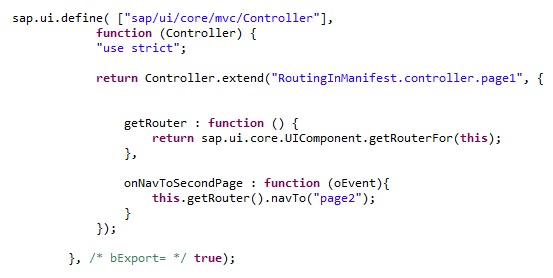 sap.ui.define( ["sap/ui/core/mvc/Controller"],
function (Controller) {
"use strict";
return Controller.extend("RoutingInManifest.controller.page1", {
getRouter : function () {
return sap.ui.core.UIComponent.getRouterFor(this);
},
onNavToSecondPage : function (oEvent){
this.getRouter().navTo("page2");
}
});
}, /* bExport= */ true);